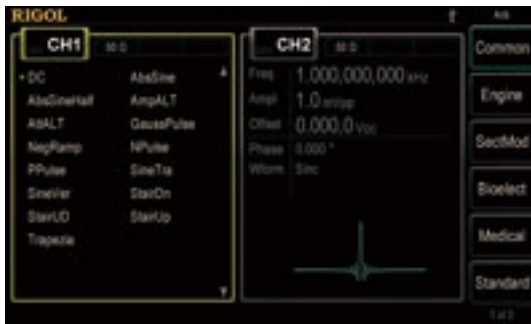 RIGOL
Arb
CH1 50 Ω
DC AbsSine
AbsSineHalf AmpALT
AttALT GaussPulse
NegRamp NPulse
PPulse SineTra
SineVer StairDn
StairUD StairUp
Trapezia
CH2 50 Ω
Freq 1.000,000,000 kHz
Ampl 1.0 mVpp
Offset 0.000,0 VDC
Phase 0.000 °
Wform Sinc
Common
Engine
SectMod
Bioelect
Medical
Standard
1 of 2